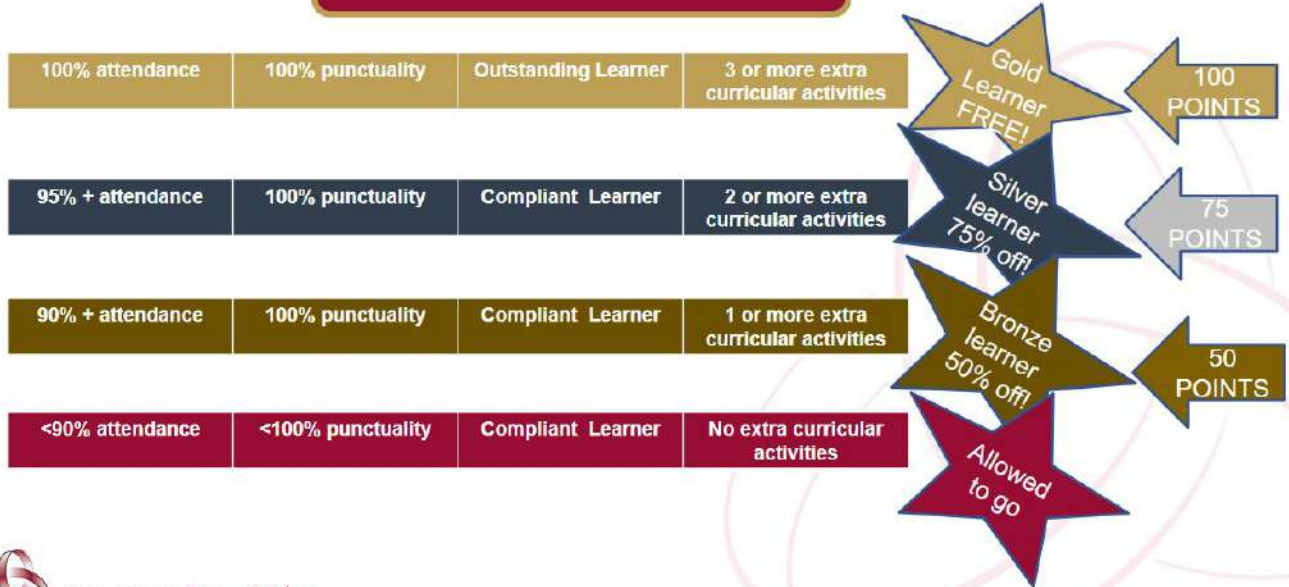 100% attendance 100% punctuality Outstanding Learner 3 or more extra
curricular activities
Gold
Learner
FREE!
100
POINTS
95% + attendance 100% punctuality Compliant Learner 2 or more extra
curricular activities
Silver
learner
75% off!
75
POINTS
90% + attendance 100% punctuality Compliant Learner 1 or more extra
curricular activities
Bronze
learner
50% off!
50
POINTS
<90% attendance <100% punctuality Compliant Learner No extra curricular
activities
Allowed
to go